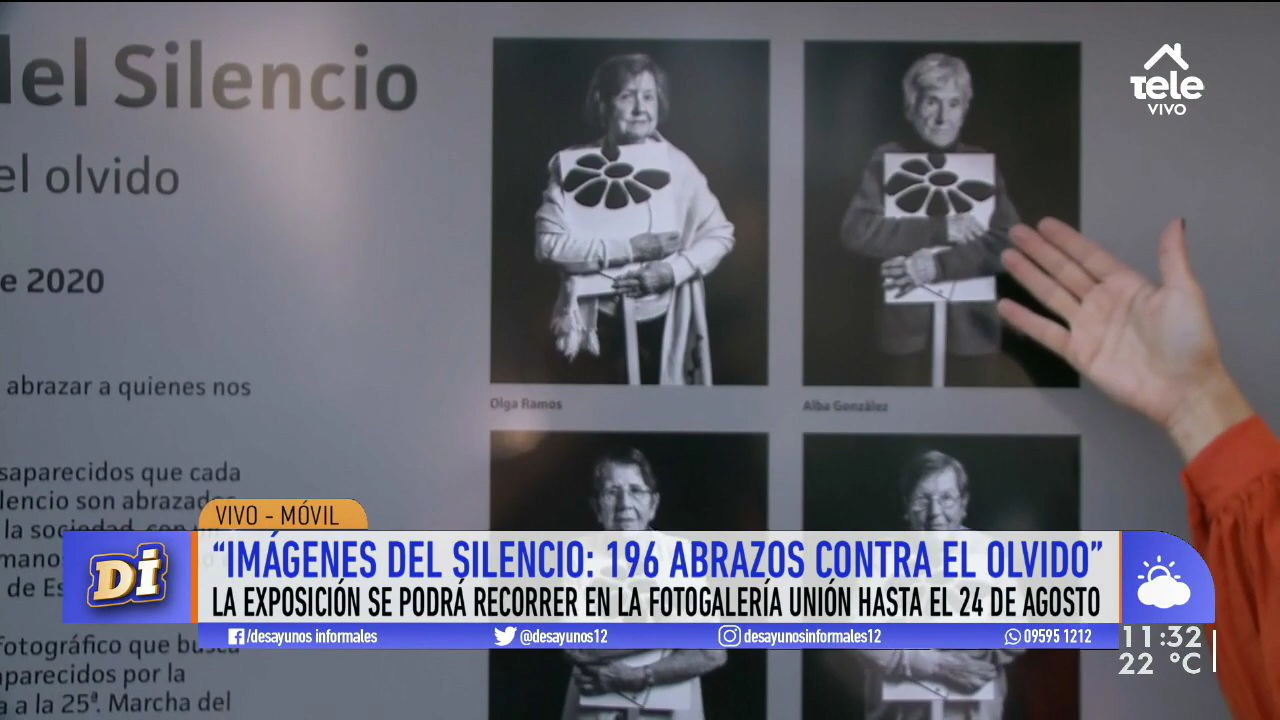 del Silencio
el olvido
e 2020
abrazar a quienes nos
saparecidos que cada
lencio son abrazados
la sociedad, con
mano
de Es
fotográfico que busca
parecidos por la
a a la 25ª. Marcha del
Olga Ramos
Alba González
tele
VIVO
VIVO - MÓVIL
Di
“IMÁGENES DEL SILENCIO: 196 ABRAZOS CONTRA EL OLVIDO”
LA EXPOSICIÓN SE PODRÁ RECORRER EN LA FOTOGALERÍA UNIÓN HASTA EL 24 DE AGOSTO
/desayunos informales
@desayunos12
desayunosinformales12
09595 1212
11:32
22 °C